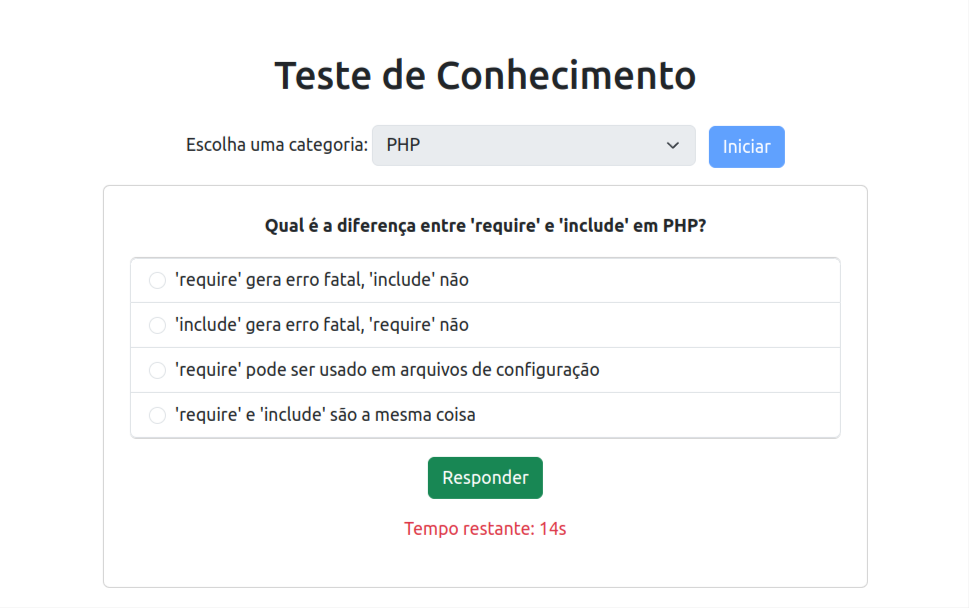 Teste de Conhecimento
Escolha uma categoria: PHP Iniciar
Qual é a diferença entre 'require' e 'include' em PHP?
'require' gera erro fatal, 'include' não
'include' gera erro fatal, 'require' não
'require' pode ser usado em arquivos de configuração
'require' e 'include' são a mesma coisa
Responder
Tempo restante: 14s